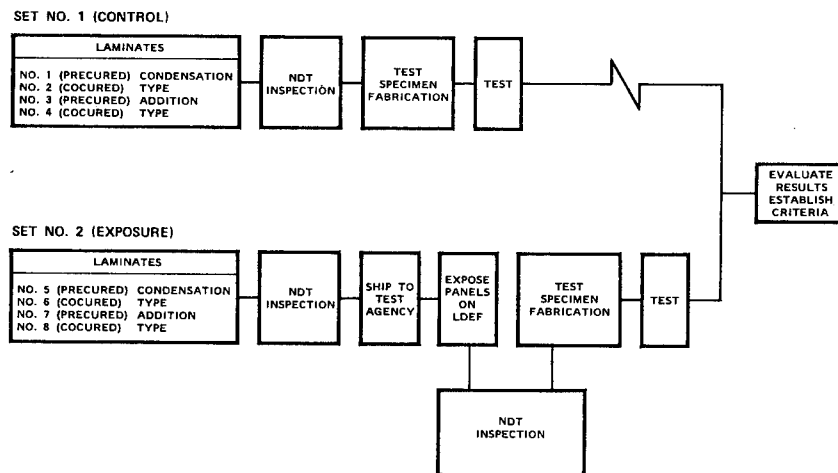 SET NO. 1 (CONTROL)
LAMINATES
NO. 1 (PRECURED) CONDENSATION
NO. 2 (COCURED) TYPE
NO. 3 (PRECURED) ADDITION
NO. 4 (COCURED) TYPE
NDT
INSPECTION
TEST
SPECIMEN
FABRICATION
TEST
EVALUATE
RESULTS
ESTABLISH
CRITERIA
SET NO. 2 (EXPOSURE)
LAMINATES
NO. 5 (PRECURED) CONDENSATION
NO. 6 (COCURED) TYPE
NO. 7 (PRECURED) ADDITION
NO. 8 (COCURED) TYPE
NDT
INSPECTION
SHIP TO
TEST
AGENCY
EXPOSE
PANELS
ON
LDEF
TEST
SPECIMEN
FABRICATION
TEST
NDT
INSPECTION